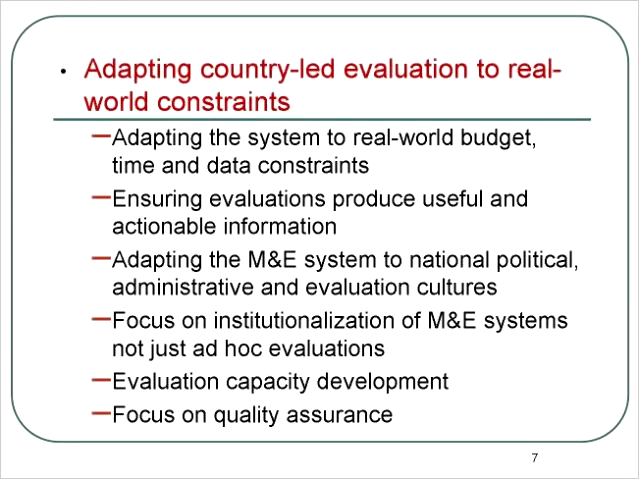 • Adapting country-led evaluation to real-
world constraints
—Adapting the system to real-world budget,
time and data constraints
—Ensuring evaluations produce useful and
actionable information
—Adapting the M&E system to national political,
administrative and evaluation cultures
—Focus on institutionalization of M&E systems
not just ad hoc evaluations
—Evaluation capacity development
—Focus on quality assurance
7